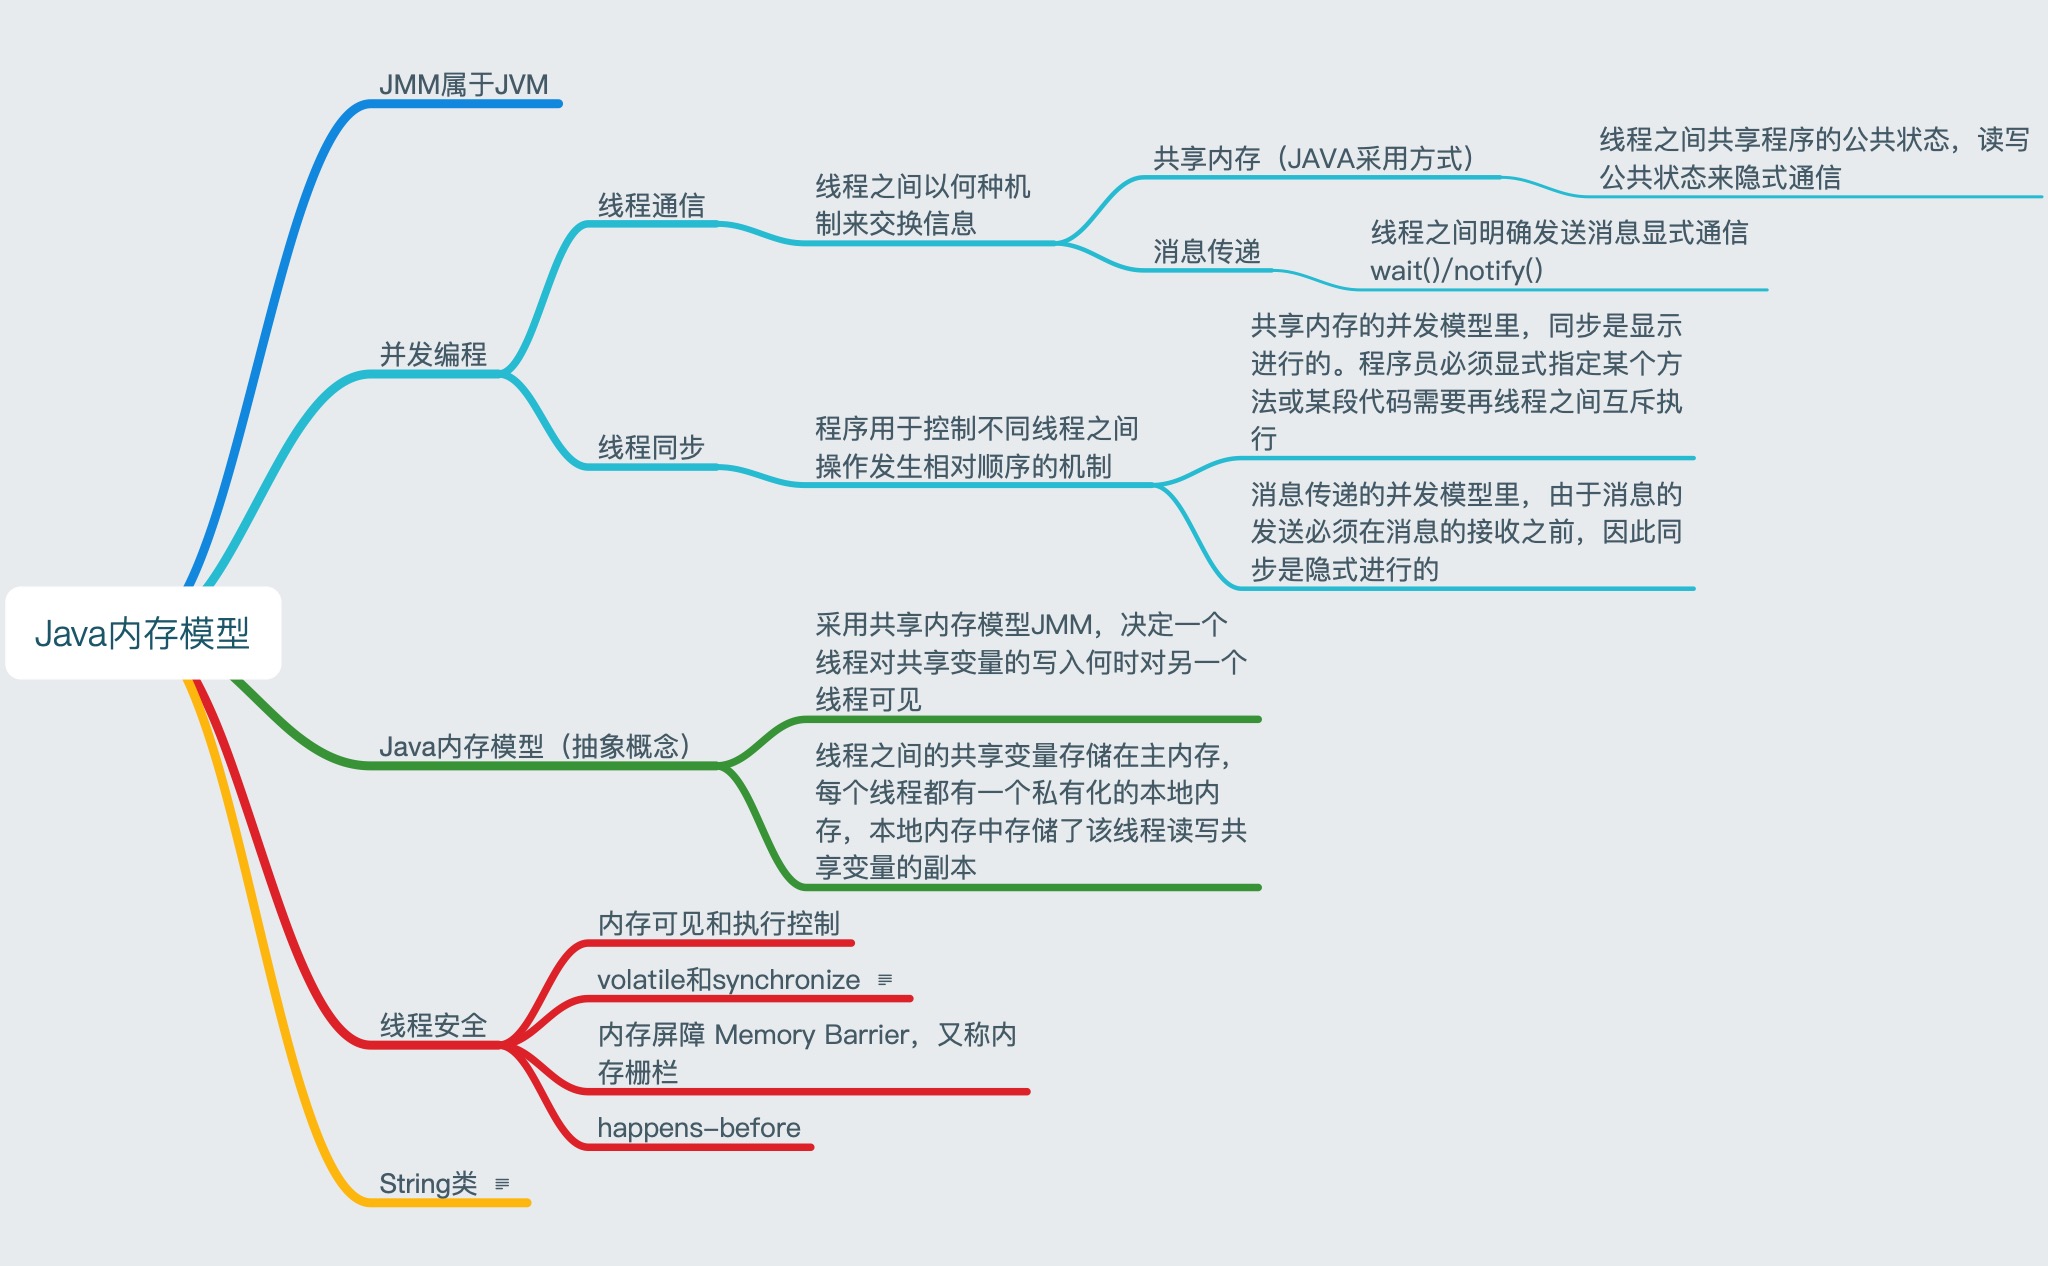 JMM属于JVM
线程之间共享程序的公共状态，读写
公共状态来隐式通信
共享内存（JAVA采用方式）
线程之间以何种机
制来交换信息
线程通信
消息传递
线程之间明确发送消息显式通信
wait()/notify()
并发编程
共享内存的并发模型里，同步是显示
进行的。程序员必须显式指定某个方
法或某段代码需要再线程之间互斥执
行
线程同步
程序用于控制不同线程之间
操作发生相对顺序的机制
消息传递的并发模型里，由于消息的
发送必须在消息的接收之前，因此同
步是隐式进行的
Java内存模型
采用共享内存模型JMM，决定一个
线程对共享变量的写入何时对另一个
线程可见
Java内存模型（抽象概念）
线程之间的共享变量存储在主内存，
每个线程都有一个私有化的本地内
存，本地内存中存储了该线程读写共
享变量的副本
内存可见和执行控制
volatile和synchronize
线程安全
内存屏障 Memory Barrier，又称内
存栅栏
happens-before
String类